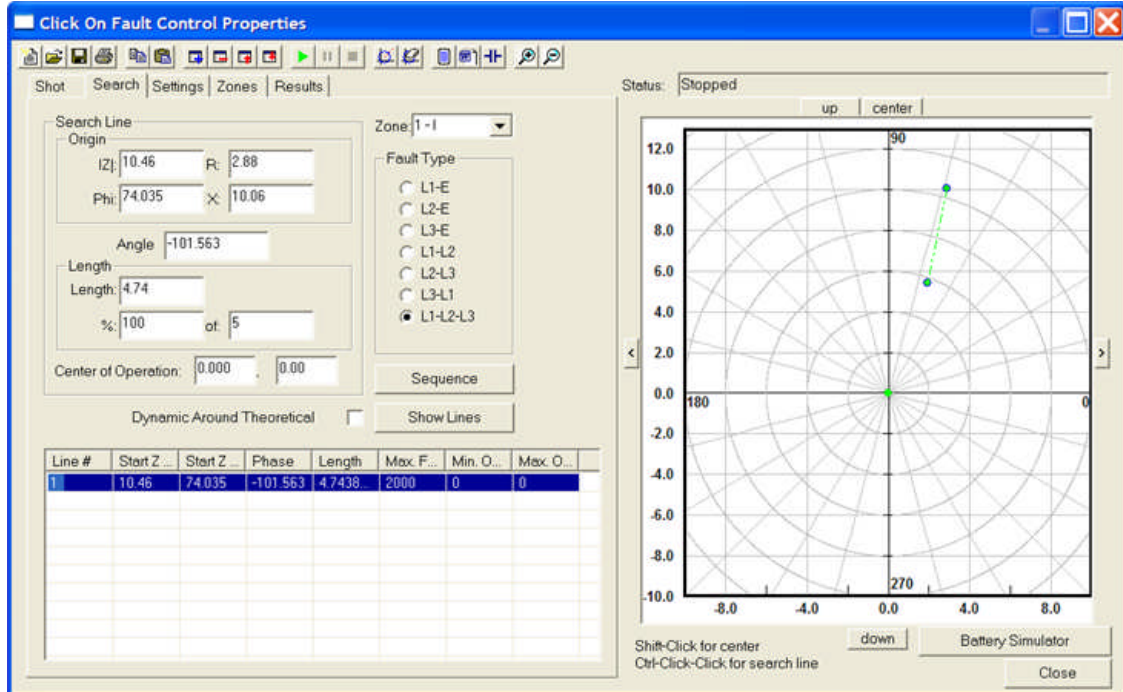 Click On Fault Control Properties
Shot Search Settings Zones Results
Status: Stopped
up center
Search Line
Origin
|Z|: 10.46 R: 2.88
Phi: 74.035 X: 10.06
Angle -101.563
Length
Length: 4.74
%: 100 of: 5
Center of Operation: 0.000 , 0.00
Dynamic Around Theoretical
Zone: 1 - I
Fault Type
L1-E
L2-E
L3-E
L1-L2
L2-L3
L3-L1
L1-L2-L3
Sequence
Show Lines
Line # Start Z ... Start Z ... Phase Length Max. F... Min. O... Max. O...
1 10.46 74.035 -101.563 4.7438... 2000 0 0
90
12.0
10.0
8.0
6.0
4.0
2.0
< >
0.0 180 0
-2.0
-4.0
-6.0
-8.0
270
-10.0
-8.0 -4.0 0.0 4.0 8.0
down
Battery Simulator
Shift-Click for center
Ctrl-Click-Click for search line
Close